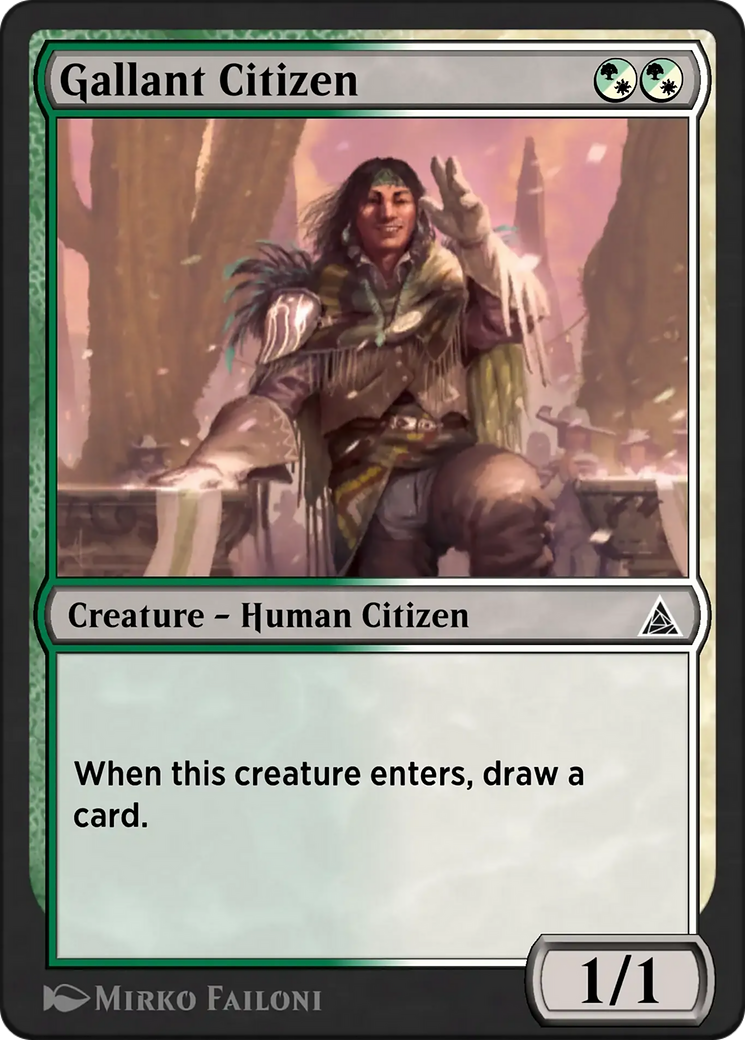 Gallant Citizen
Creature – Human Citizen
When this creature enters, draw a
card.
1/1
Mirko Failoni